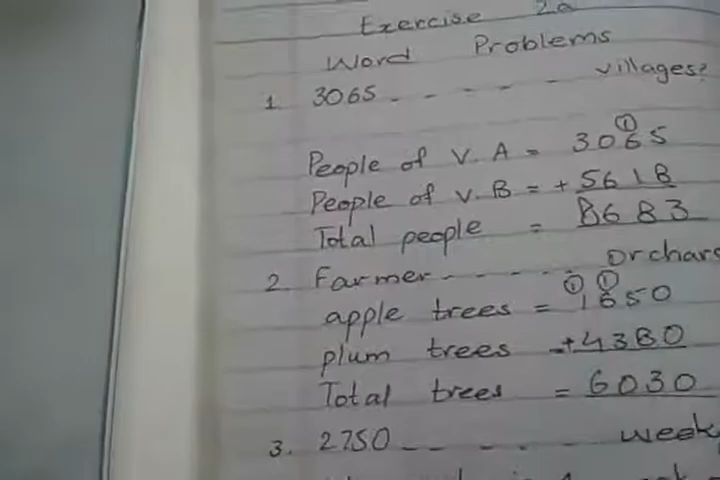 Exercise 2a
Word Problems
1 3065 - - - - - villages?
People of V. A = 3065
People of V. B = + 5618
Total people = 8683
2 Farmer - - - - - orchard
apple trees = 1650
plum trees = +4380
Total trees = 6030
3. 2750 - - - - - week